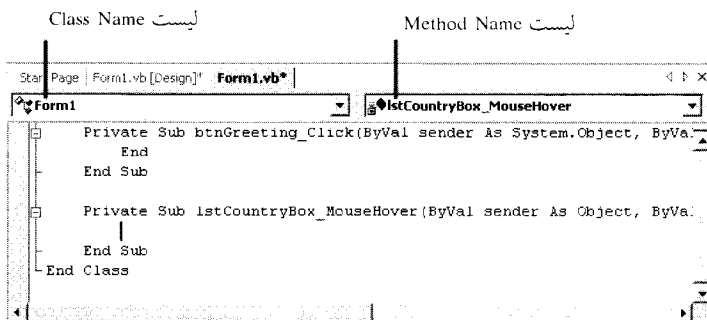 Class Name لیست
Method Name لیست
Start Page Form1.vb [Design]* Form1.vb*
Form1
lstCountryBox_MouseHover
Private Sub btnGreeting_Click(ByVal sender As System.Object, ByVa
End
End Sub
Private Sub lstCountryBox_MouseHover(ByVal sender As Object, ByVa
End Sub
End Class